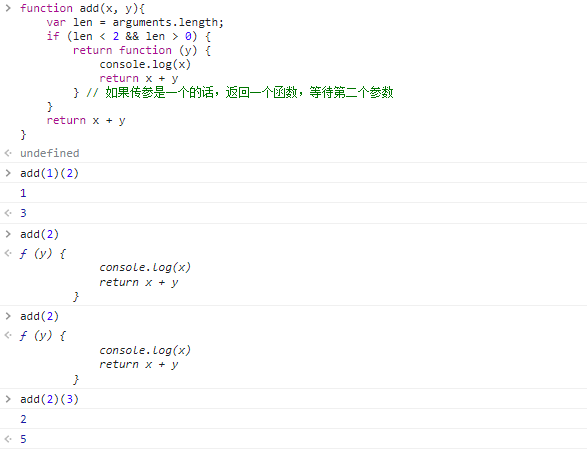 > function add(x, y){
    var len = arguments.length;
    if (len < 2 && len > 0) {
        return function (y) {
            console.log(x)
            return x + y
        } // 如果传参是一个的话，返回一个函数，等待第二个参数
    }
    return x + y
}
<· undefined
> add(1)(2)
1
<· 3
> add(2)
<· ƒ (y) {
            console.log(x)
            return x + y
        }
> add(2)
<· ƒ (y) {
            console.log(x)
            return x + y
        }
> add(2)(3)
2
<· 5